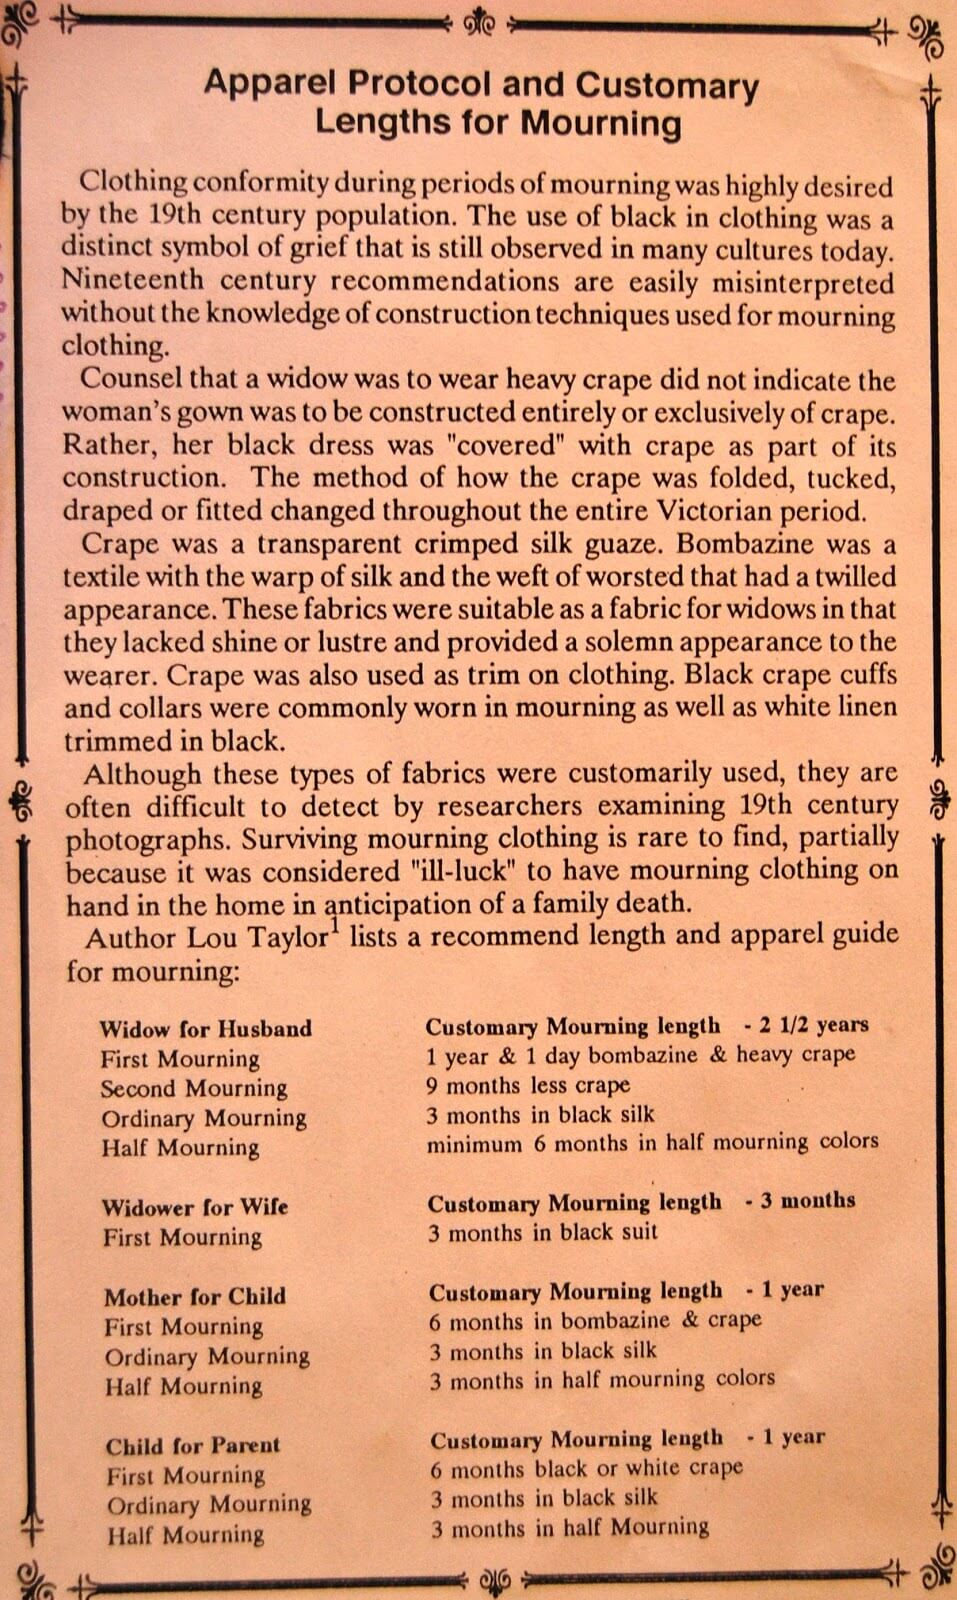 Apparel Protocol and Customary
Lengths for Mourning
Clothing conformity during periods of mourning was highly desired
by the 19th century population. The use of black in clothing was a
distinct symbol of grief that is still observed in many cultures today.
Nineteenth century recommendations are easily misinterpreted
without the knowledge of construction techniques used for mourning
clothing.
Counsel that a widow was to wear heavy crape did not indicate the
woman's gown was to be constructed entirely or exclusively of crape.
Rather, her black dress was "covered" with crape as part of its
construction. The method of how the crape was folded, tucked,
draped or fitted changed throughout the entire Victorian period.
Crape was a transparent crimped silk guaze. Bombazine was a
textile with the warp of silk and the weft of worsted that had a twilled
appearance. These fabrics were suitable as a fabric for widows in that
they lacked shine or lustre and provided a solemn appearance to the
wearer. Crape was also used as trim on clothing. Black crape cuffs
and collars were commonly worn in mourning as well as white linen
trimmed in black.
Although these types of fabrics were customarily used, they are
often difficult to detect by researchers examining 19th century
photographs. Surviving mourning clothing is rare to find, partially
because it was considered "ill-luck" to have mourning clothing on
hand in the home in anticipation of a family death.
Author Lou Taylor1 lists a recommend length and apparel guide
for mourning:
Widow for Husband Customary Mourning length - 2 1/2 years
First Mourning 1 year & 1 day bombazine & heavy crape
Second Mourning 9 months less crape
Ordinary Mourning 3 months in black silk
Half Mourning minimum 6 months in half mourning colors
Widower for Wife Customary Mourning length - 3 months
First Mourning 3 months in black suit
Mother for Child Customary Mourning length - 1 year
First Mourning 6 months in bombazine & crape
Ordinary Mourning 3 months in black silk
Half Mourning 3 months in half mourning colors
Child for Parent Customary Mourning length - 1 year
First Mourning 6 months black or white crape
Ordinary Mourning 3 months in black silk
Half Mourning 3 months in half Mourning